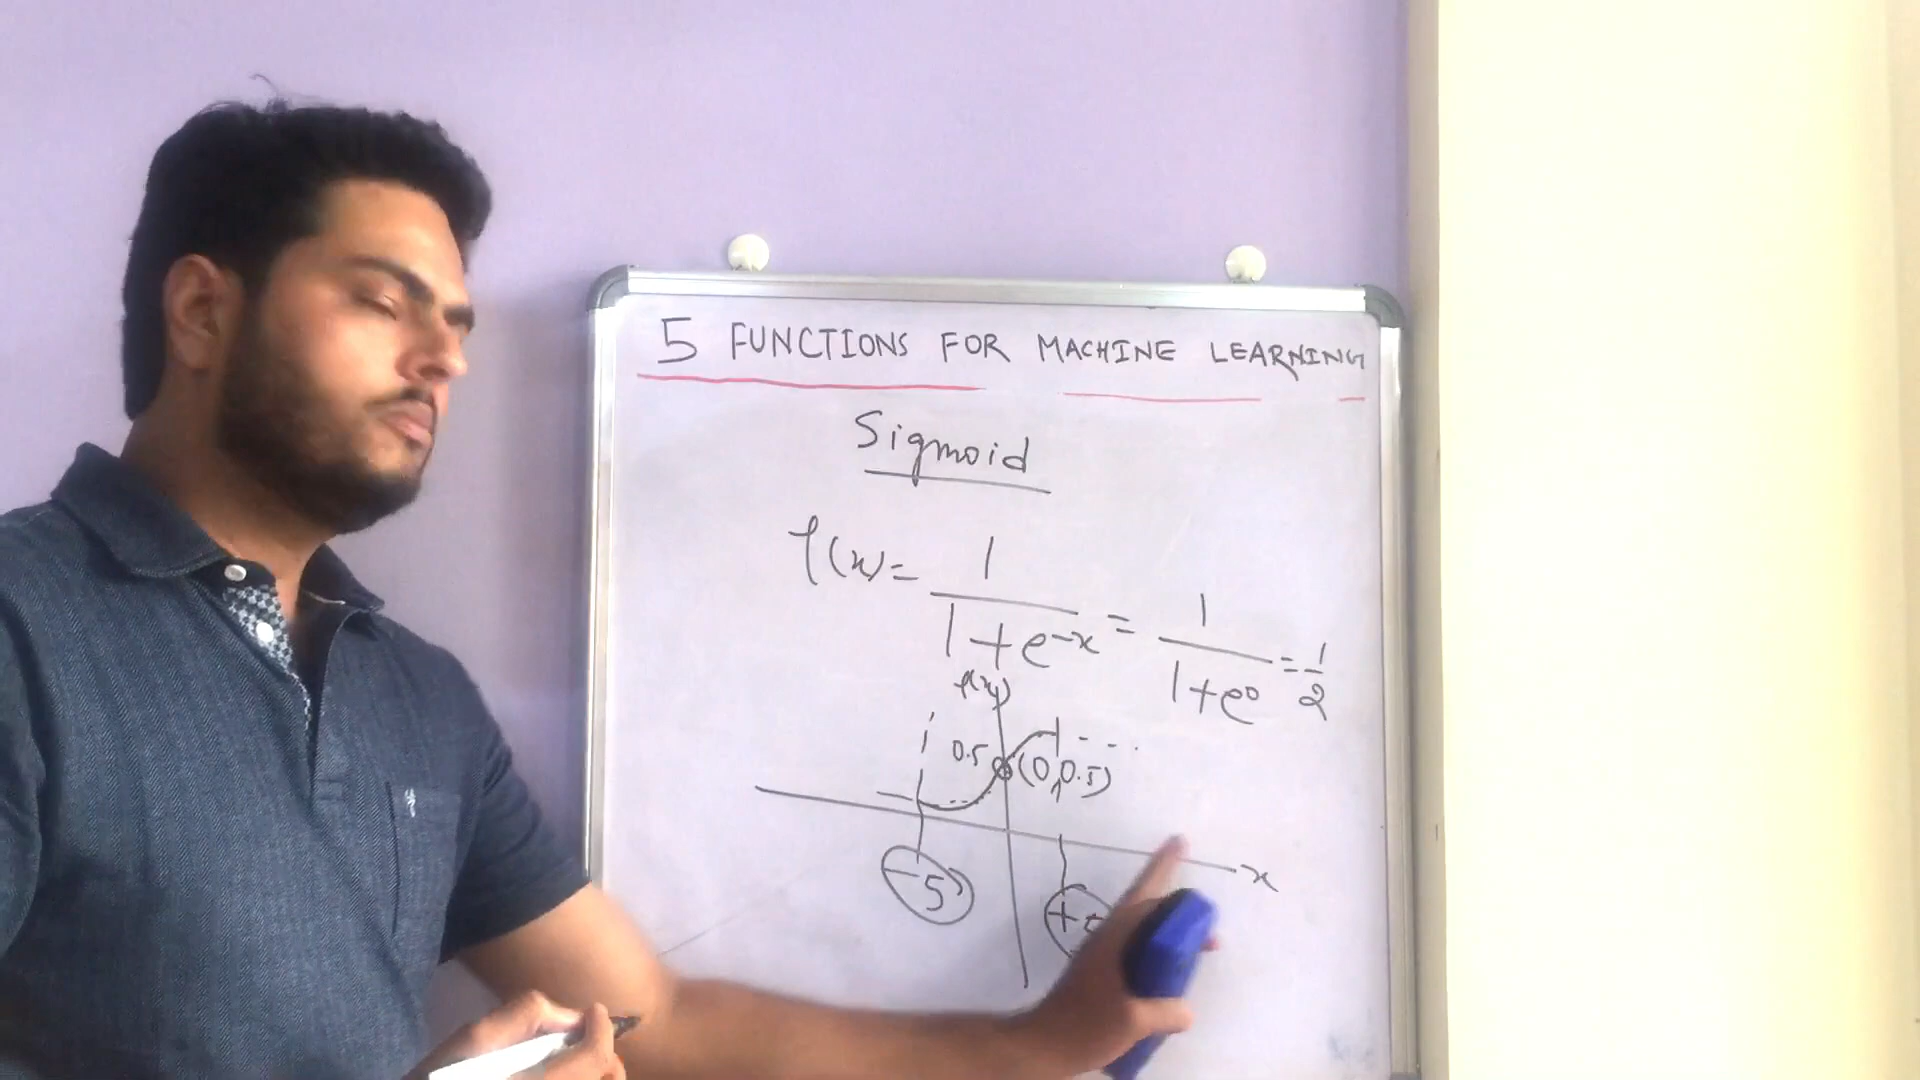 5 FUNCTIONS FOR MACHINE LEARNING
Sigmoid
f(x) = 1 / 1+e^-x = 1 / 1+e^0 = 1/2
f(x)
0.5 (0,0.5)
x
-5
+